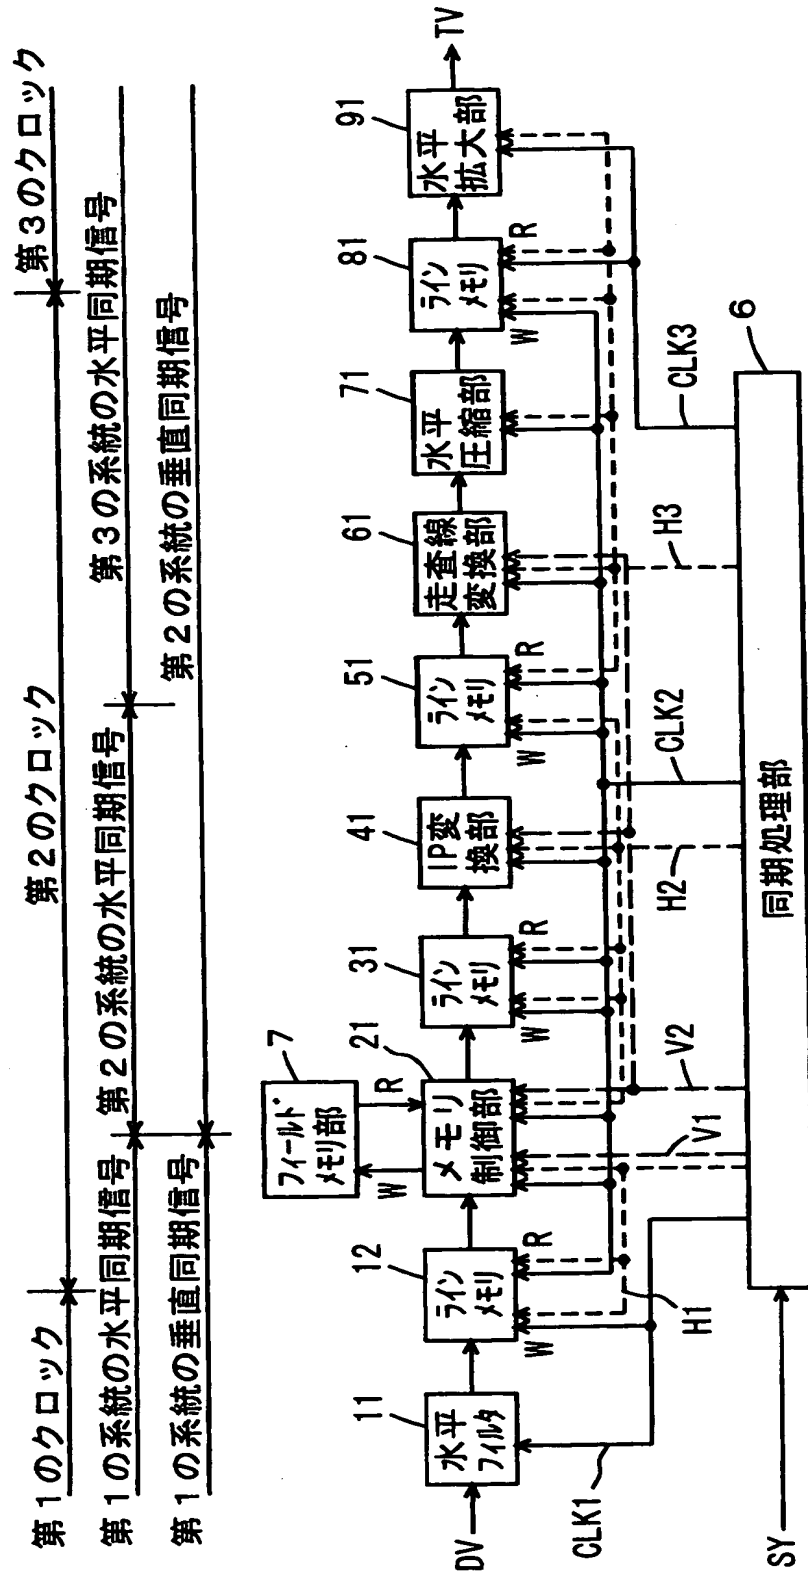 第1のクロック
第2のクロック
第3のクロック
第1の系統の水平同期信号
第2の系統の水平同期信号
第3の系統の水平同期信号
第1の系統の垂直同期信号
第2の系統の垂直同期信号
フィールド
メモリ部
7
W
R
DV
水平
フィルタ
11
ライン
メモリ
12
W
R
メモリ
制御部
21
ライン
メモリ
31
W
R
IP変
換部
41
ライン
メモリ
51
W
R
走査線
変換部
61
水平
圧縮部
71
ライン
メモリ
81
W
R
水平
拡大部
91
TV
CLK1
H1
V1
V2
H2
CLK2
H3
CLK3
6
SY
同期処理部